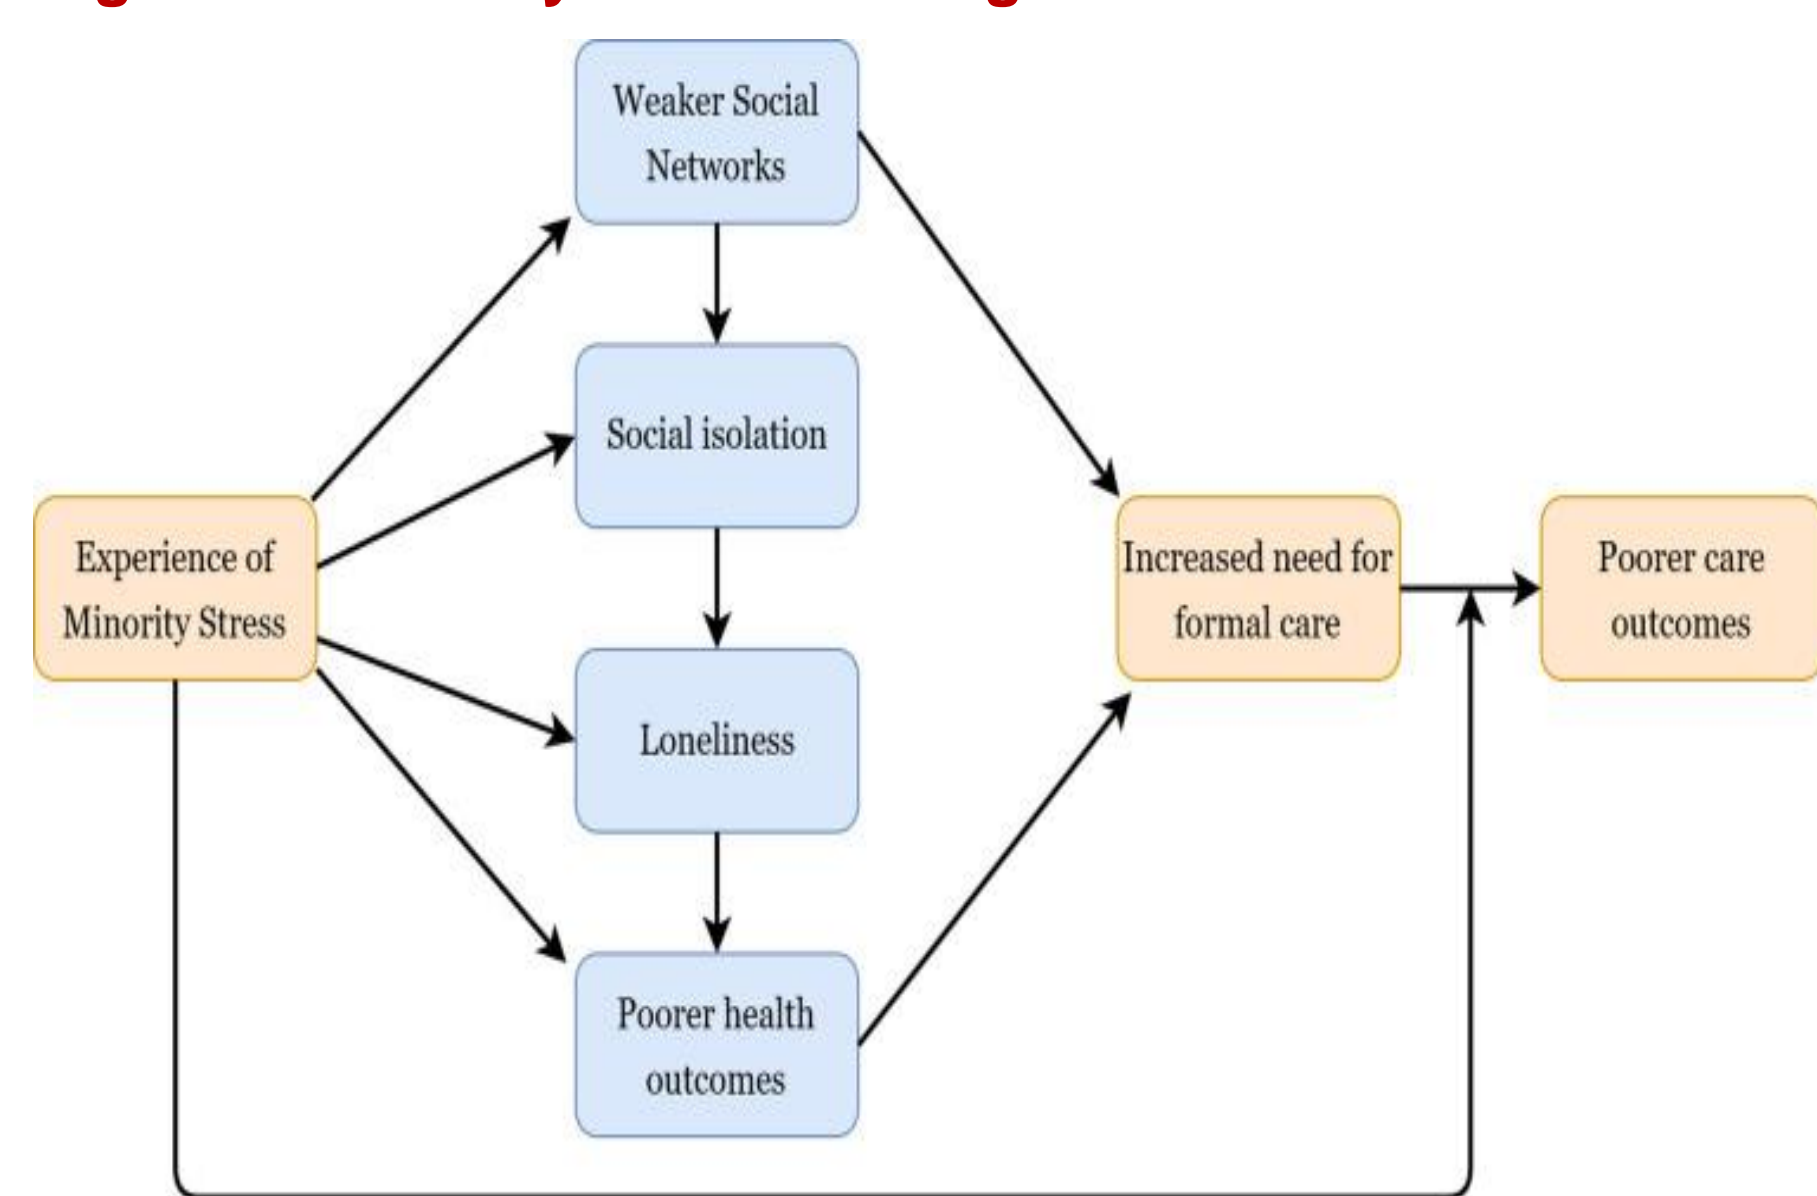 Weaker Social
Networks
Social isolation
Experience of
Minority Stress
Increased need for
formal care
Poorer care
outcomes
Loneliness
Poorer health
outcomes